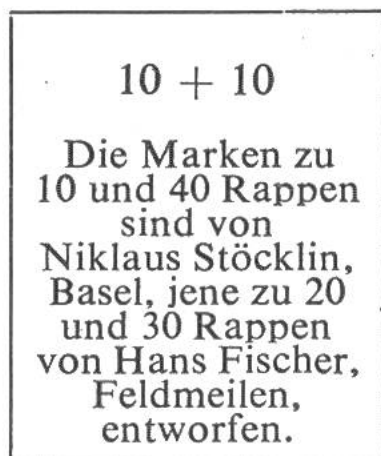 10 + 10
Die Marken zu
10 und 40 Rappen
sind von
Niklaus Stöcklin,
Basel, jene zu 20
und 30 Rappen
von Hans Fischer,
Feldmeilen,
entworfen.